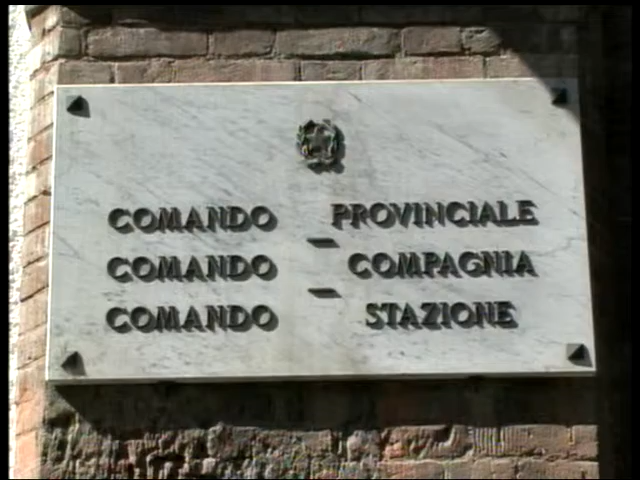 COMANDO PROVINCIALE
-
COMANDO COMPAGNIA
-
COMANDO STAZIONE